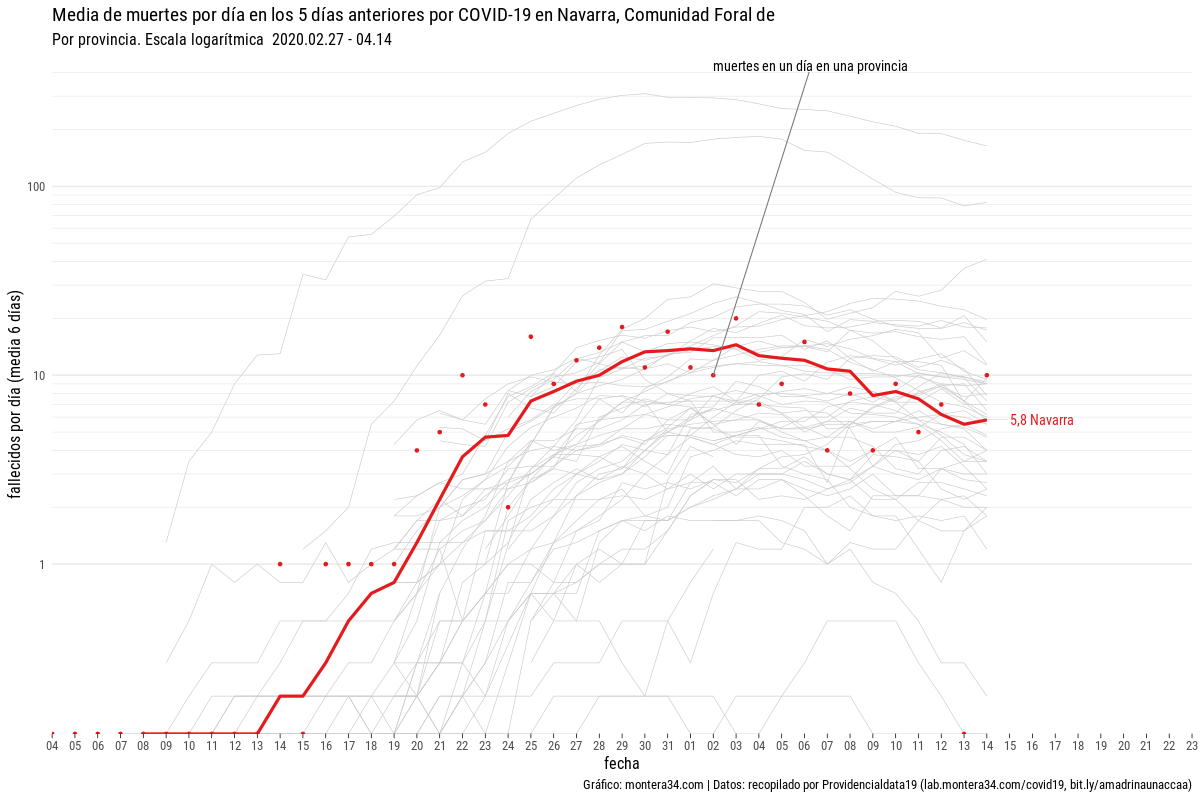 Media de muertes por día en los 5 días anteriores por COVID-19 en Navarra, Comunidad Foral de
Por provincia. Escala logarítmica 2020.02.27 - 04.14
muertes en un día en una provincia
fallecidos por día (media 6 días)
100
10
1
5,8 Navarra
04 05 06 07 08 09 10 11 12 13 14 15 16 17 18 19 20 21 22 23 24 25 26 27 28 29 30 31 01 02 03 04 05 06 07 08 09 10 11 12 13 14 15 16 17 18 19 20 21 22 23
fecha
Gráfico: montera34.com | Datos: recopilado por Providencialdata19 (lab.montera34.com/covid19, bit.ly/amadrinaunaccaa)